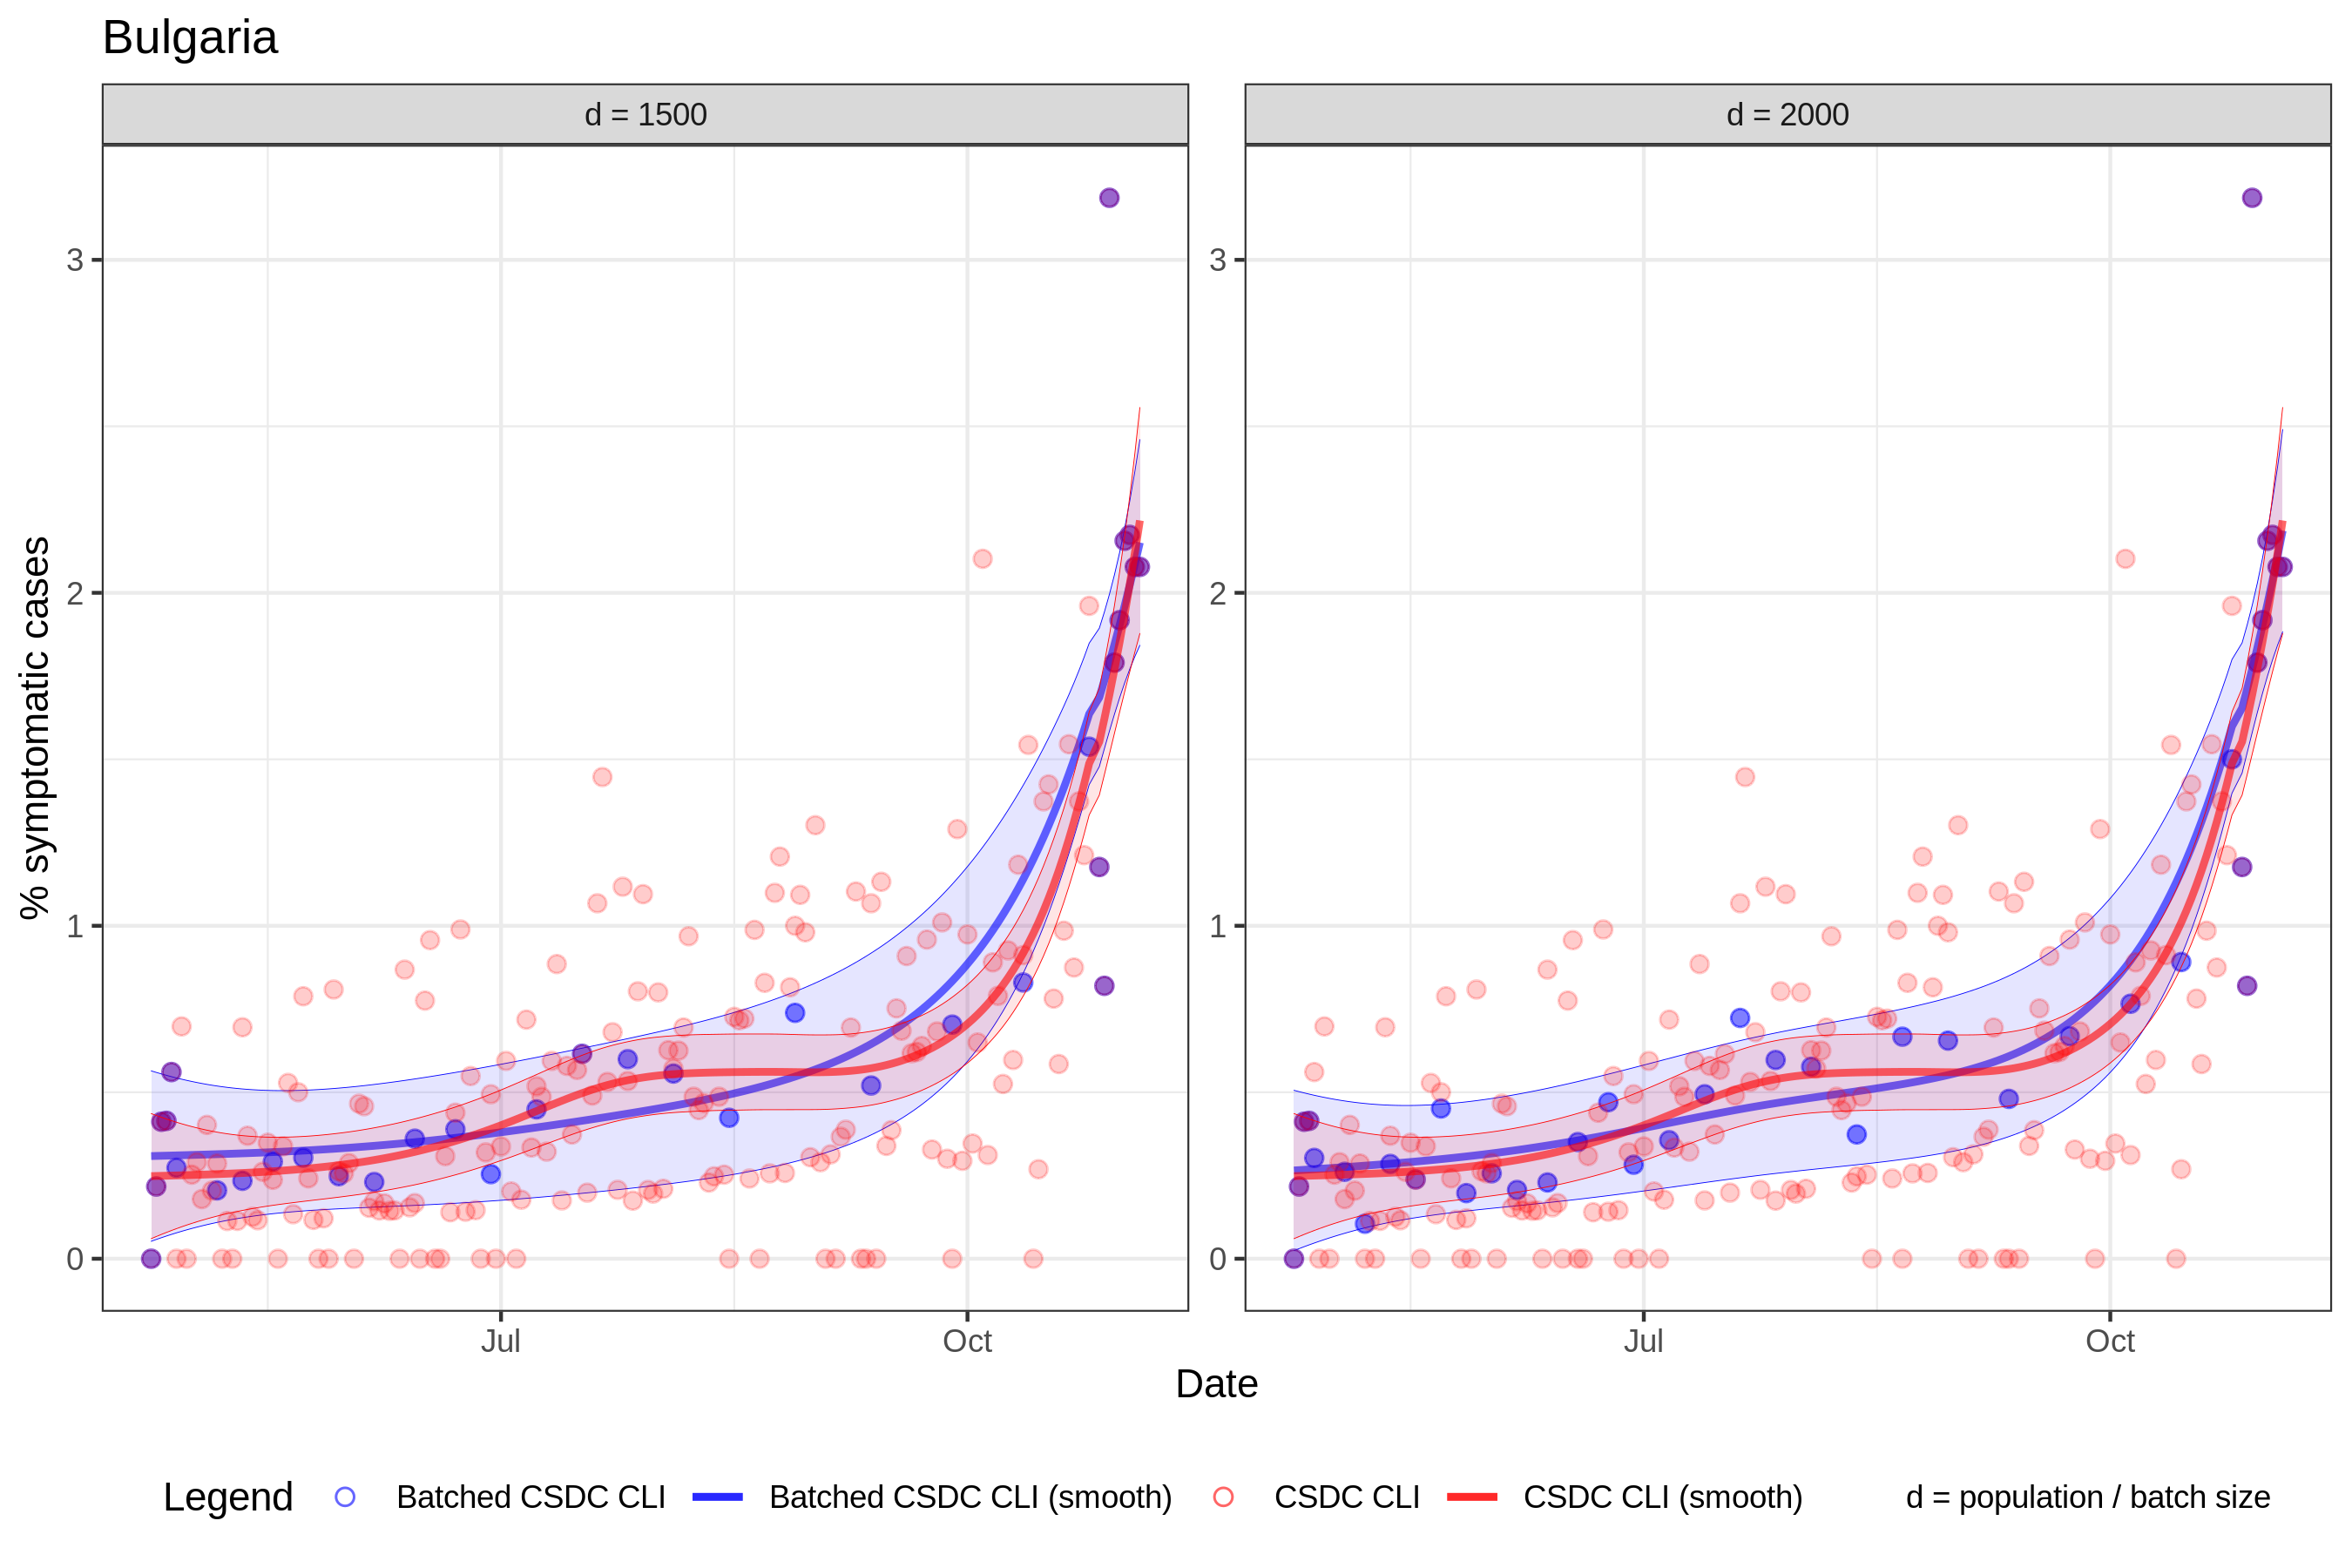 Bulgaria
d = 1500
d = 2000
% symptomatic cases
3
2
1
0
3
2
1
0
Jul
Oct
Jul
Oct
Date
Legend
Batched CSDC CLI
Batched CSDC CLI (smooth)
CSDC CLI
CSDC CLI (smooth)
d = population / batch size